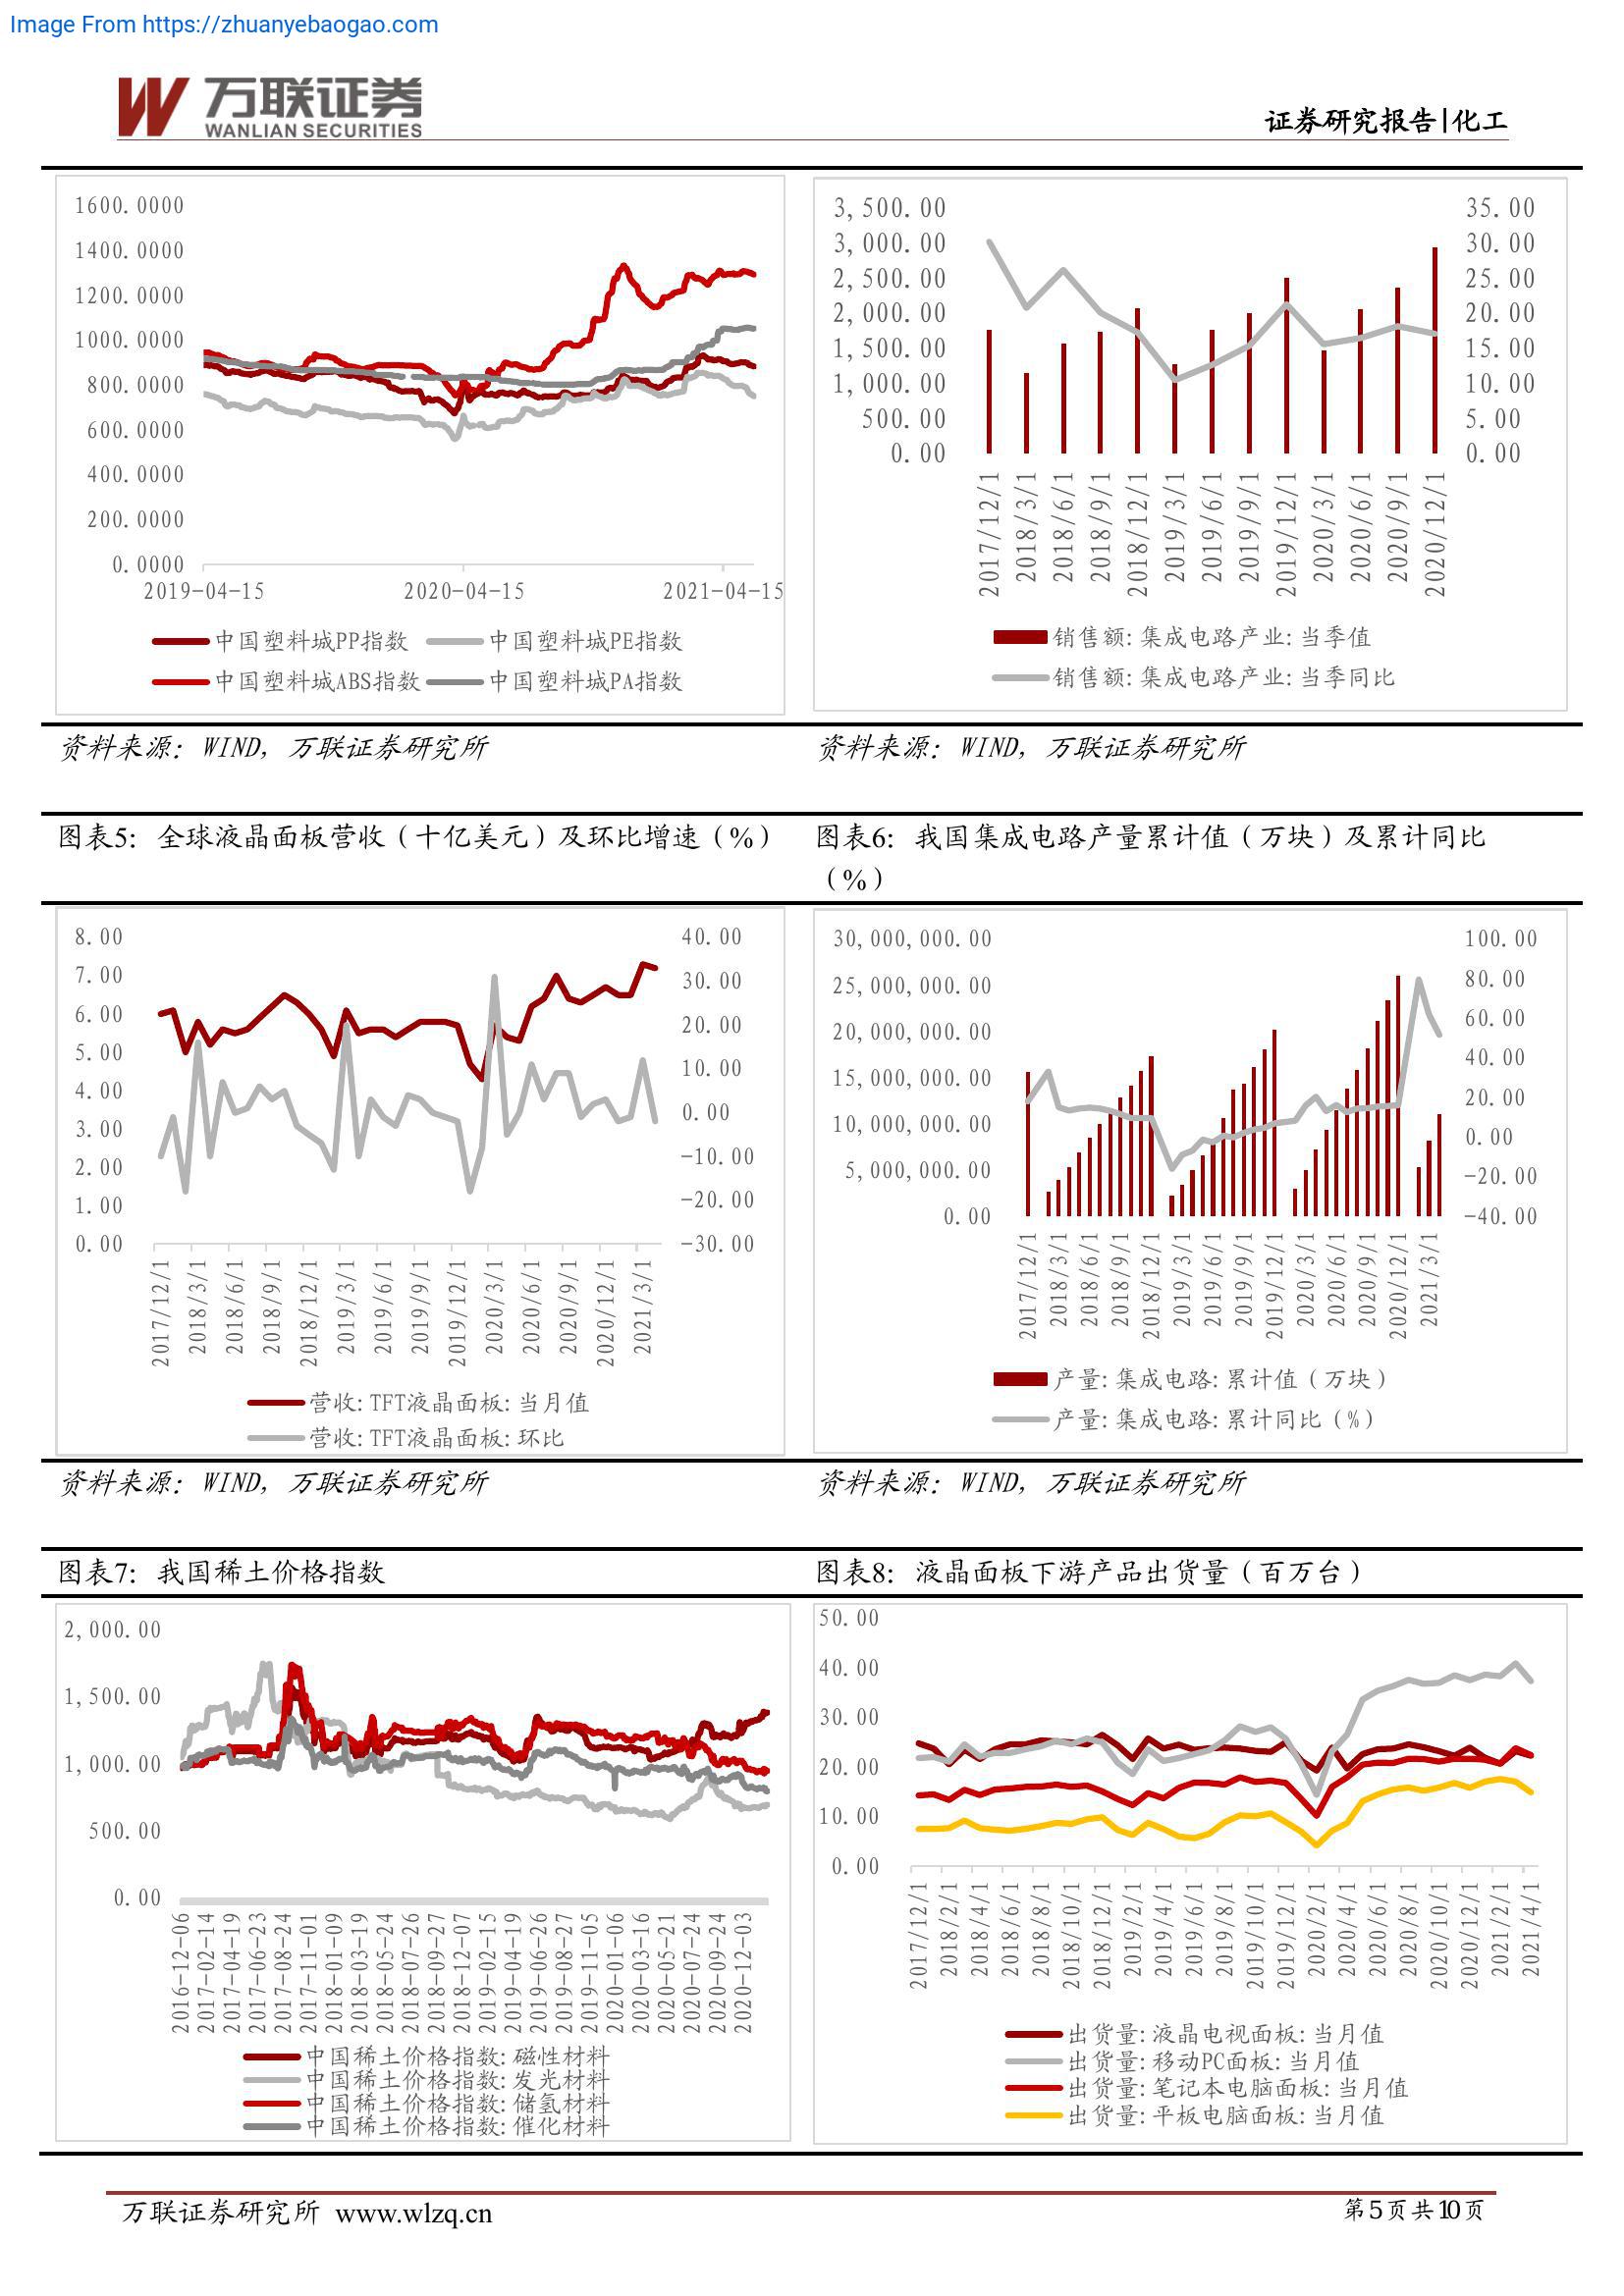 Image From https://zhuanyebaogao.com
万联证券
WANLIAN SECURITIES
证券研究报告|化工
1600.0000
1400.0000
1200.0000
1000.0000
800.0000
600.0000
400.0000
200.0000
0.0000
2019-04-15 2020-04-15 2021-04-15
中国塑料城PP指数 中国塑料城PE指数
中国塑料城ABS指数 中国塑料城PA指数
3,500.00 35.00
3,000.00 30.00
2,500.00 25.00
2,000.00 20.00
1,500.00 15.00
1,000.00 10.00
500.00 5.00
0.00 0.00
2017/12/1 2018/3/1 2018/6/1 2018/9/1 2018/12/1 2019/3/1 2019/6/1 2019/9/1 2019/12/1 2020/3/1 2020/6/1 2020/9/1 2020/12/1
销售额:集成电路产业:当季值
销售额:集成电路产业:当季同比
资料来源：WIND，万联证券研究所
资料来源：WIND，万联证券研究所
图表5：全球液晶面板营收（十亿美元）及环比增速（%）
图表6：我国集成电路产量累计值（万块）及累计同比
（%）
8.00 40.00
7.00 30.00
6.00 20.00
5.00 10.00
4.00 0.00
3.00 -10.00
2.00 -20.00
1.00 -30.00
0.00
2017/12/1 2018/3/1 2018/6/1 2018/9/1 2018/12/1 2019/3/1 2019/6/1 2019/9/1 2019/12/1 2020/3/1 2020/6/1 2020/9/1 2020/12/1 2021/3/1
营收:TFT液晶面板:当月值
营收:TFT液晶面板:环比
30,000,000.00 100.00
25,000,000.00 80.00
20,000,000.00 60.00
15,000,000.00 40.00
10,000,000.00 20.00
5,000,000.00 0.00
0.00 -20.00
-40.00
2017/12/1 2018/3/1 2018/6/1 2018/9/1 2018/12/1 2019/3/1 2019/6/1 2019/9/1 2019/12/1 2020/3/1 2020/6/1 2020/9/1 2020/12/1 2021/3/1
产量:集成电路:累计值（万块）
产量:集成电路:累计同比（%）
资料来源：WIND，万联证券研究所
资料来源：WIND，万联证券研究所
图表7：我国稀土价格指数
图表8：液晶面板下游产品出货量（百万台）
2,000.00
1,500.00
1,000.00
500.00
0.00
2016-12-06 2017-02-14 2017-04-19 2017-06-23 2017-08-24 2017-11-01 2018-01-09 2018-03-19 2018-05-24 2018-07-26 2018-09-27 2018-12-07 2019-02-15 2019-04-19 2019-06-26 2019-08-27 2019-11-05 2020-01-06 2020-03-16 2020-05-21 2020-07-24 2020-09-24 2020-12-03
中国稀土价格指数:磁性材料
中国稀土价格指数:发光材料
中国稀土价格指数:储氢材料
中国稀土价格指数:催化材料
50.00
40.00
30.00
20.00
10.00
0.00
2017/12/1 2018/2/1 2018/4/1 2018/6/1 2018/8/1 2018/10/1 2018/12/1 2019/2/1 2019/4/1 2019/6/1 2019/8/1 2019/10/1 2019/12/1 2020/2/1 2020/4/1 2020/6/1 2020/8/1 2020/10/1 2020/12/1 2021/2/1 2021/4/1
出货量:液晶电视面板:当月值
出货量:移动PC面板:当月值
出货量:笔记本电脑面板:当月值
出货量:平板电脑面板:当月值
万联证券研究所 www.wlzq.cn
第5页共10页